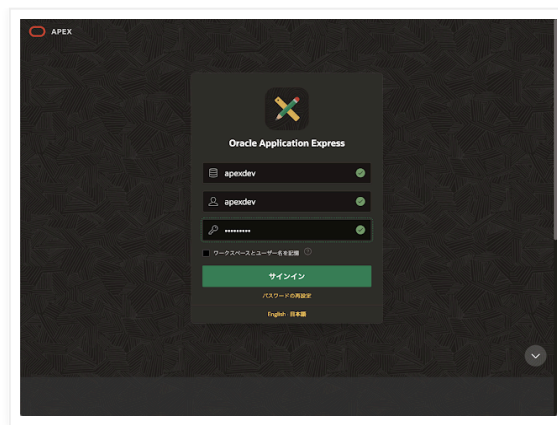 APEX
Oracle Application Express
apexdev
apexdev
•••••••••
ワークスペースとユーザー名を記憶
サインイン
パスワードの再設定
English · 日本語